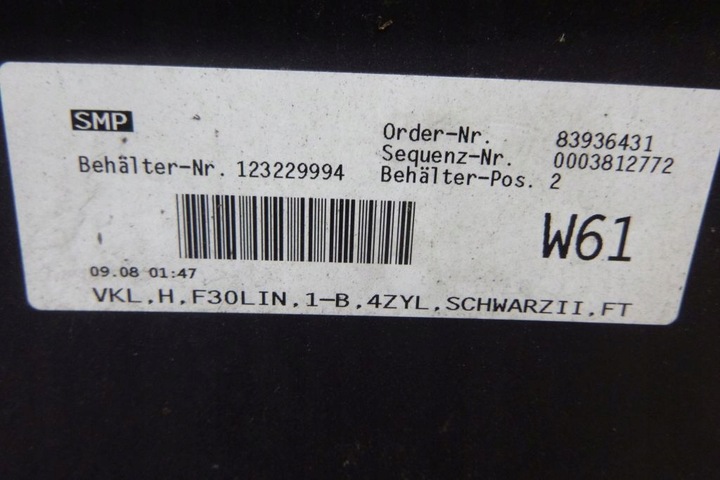 SMP
Order-Nr. 83936431
Sequenz-Nr. 0003812772
Behälter-Nr. 123229994 Behälter-Pos. 2
W61
09.08 01:47
VKL,H,F30LIN,1-B,4ZYL,SCHWARZII,FT